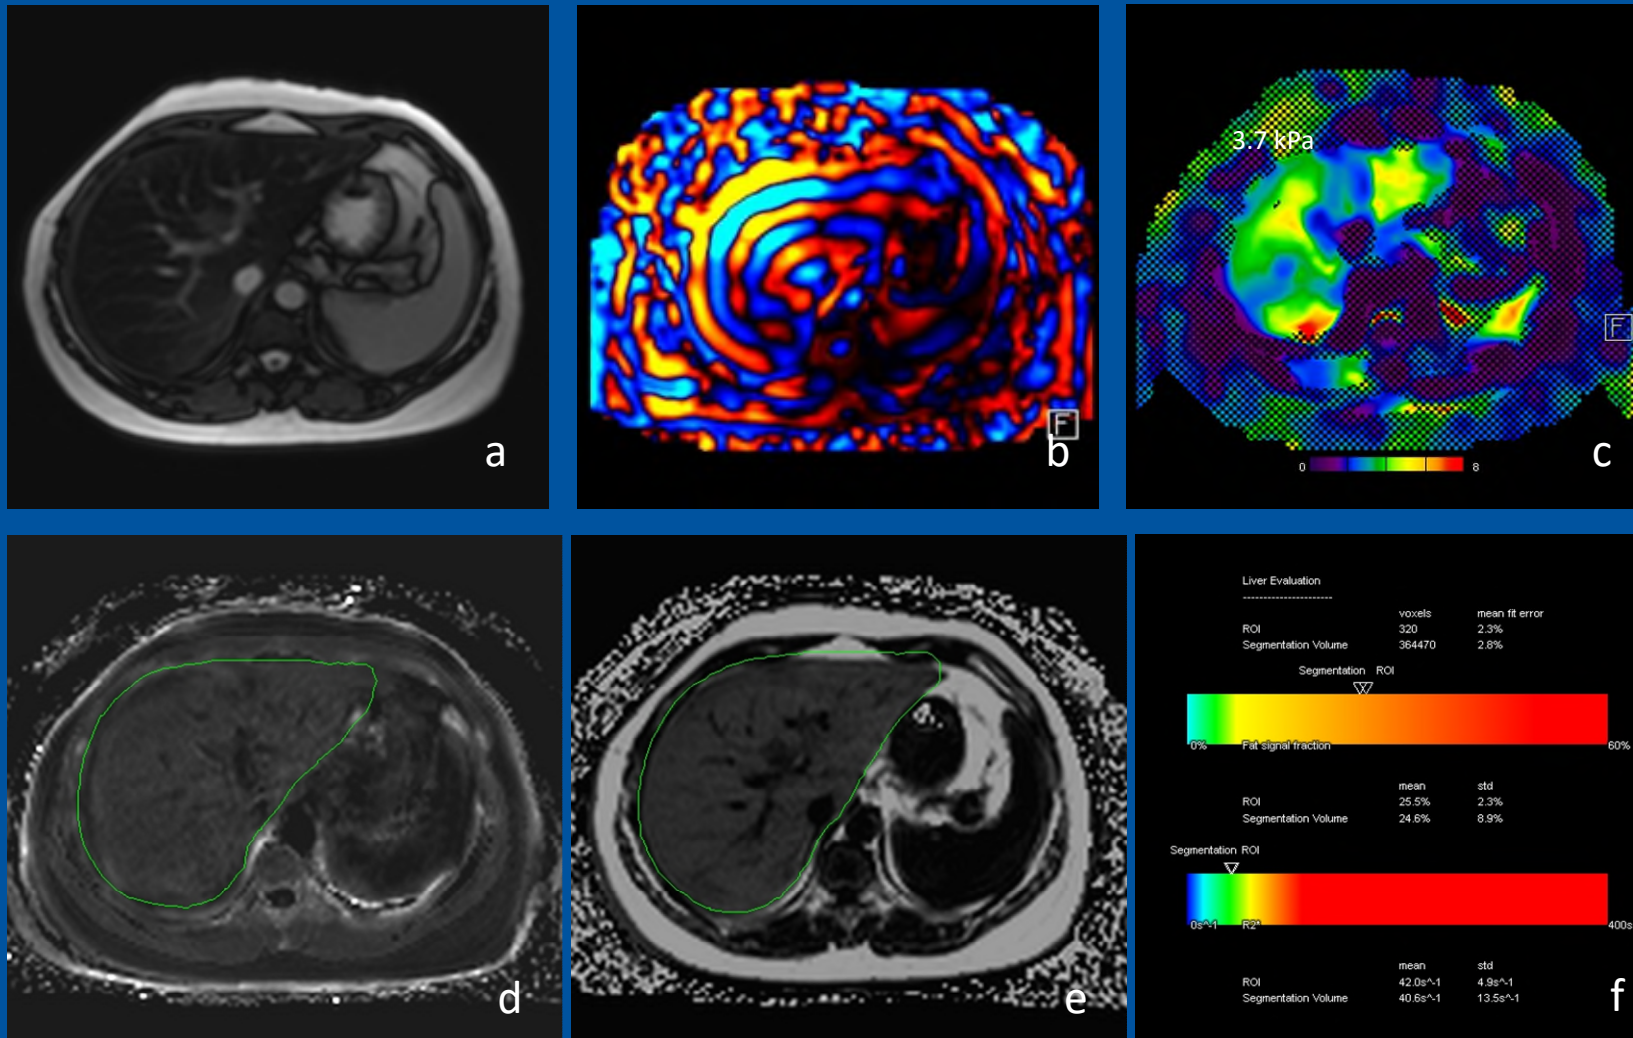 a
F
b
3.7 kPa
F
0 8
c
d
e
Liver Evaluation
----------------------
voxels mean fit error
ROI 320 2.3%
Segmentation Volume 364470 2.8%
Segmentation ROI
0% Fat signal fraction 60%
mean std
ROI 25.5% 2.3%
Segmentation Volume 24.6% 8.9%
Segmentation ROI
0s^-1 R2* 400s
mean std
ROI 42.0s^-1 4.9s^-1
Segmentation Volume 40.6s^-1 13.5s^-1
f